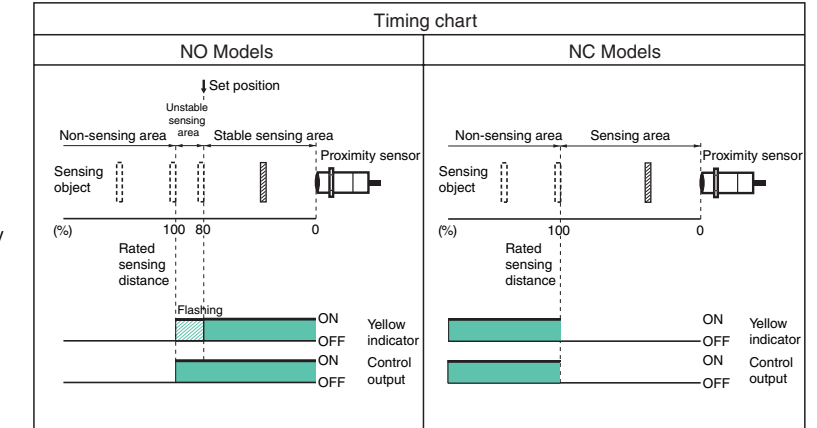 Timing chart
NO Models
NC Models
Set position
Unstable
sensing
area
Non-sensing area
Stable sensing area
Sensing
object
Proximity sensor
(%)
100
80
0
Rated
sensing
distance
Flashing
ON
OFF
Yellow
indicator
ON
OFF
Control
output
Non-sensing area
Sensing area
Sensing
object
Proximity sensor
(%)
100
0
Rated
sensing
distance
ON
OFF
Yellow
indicator
ON
OFF
Control
output